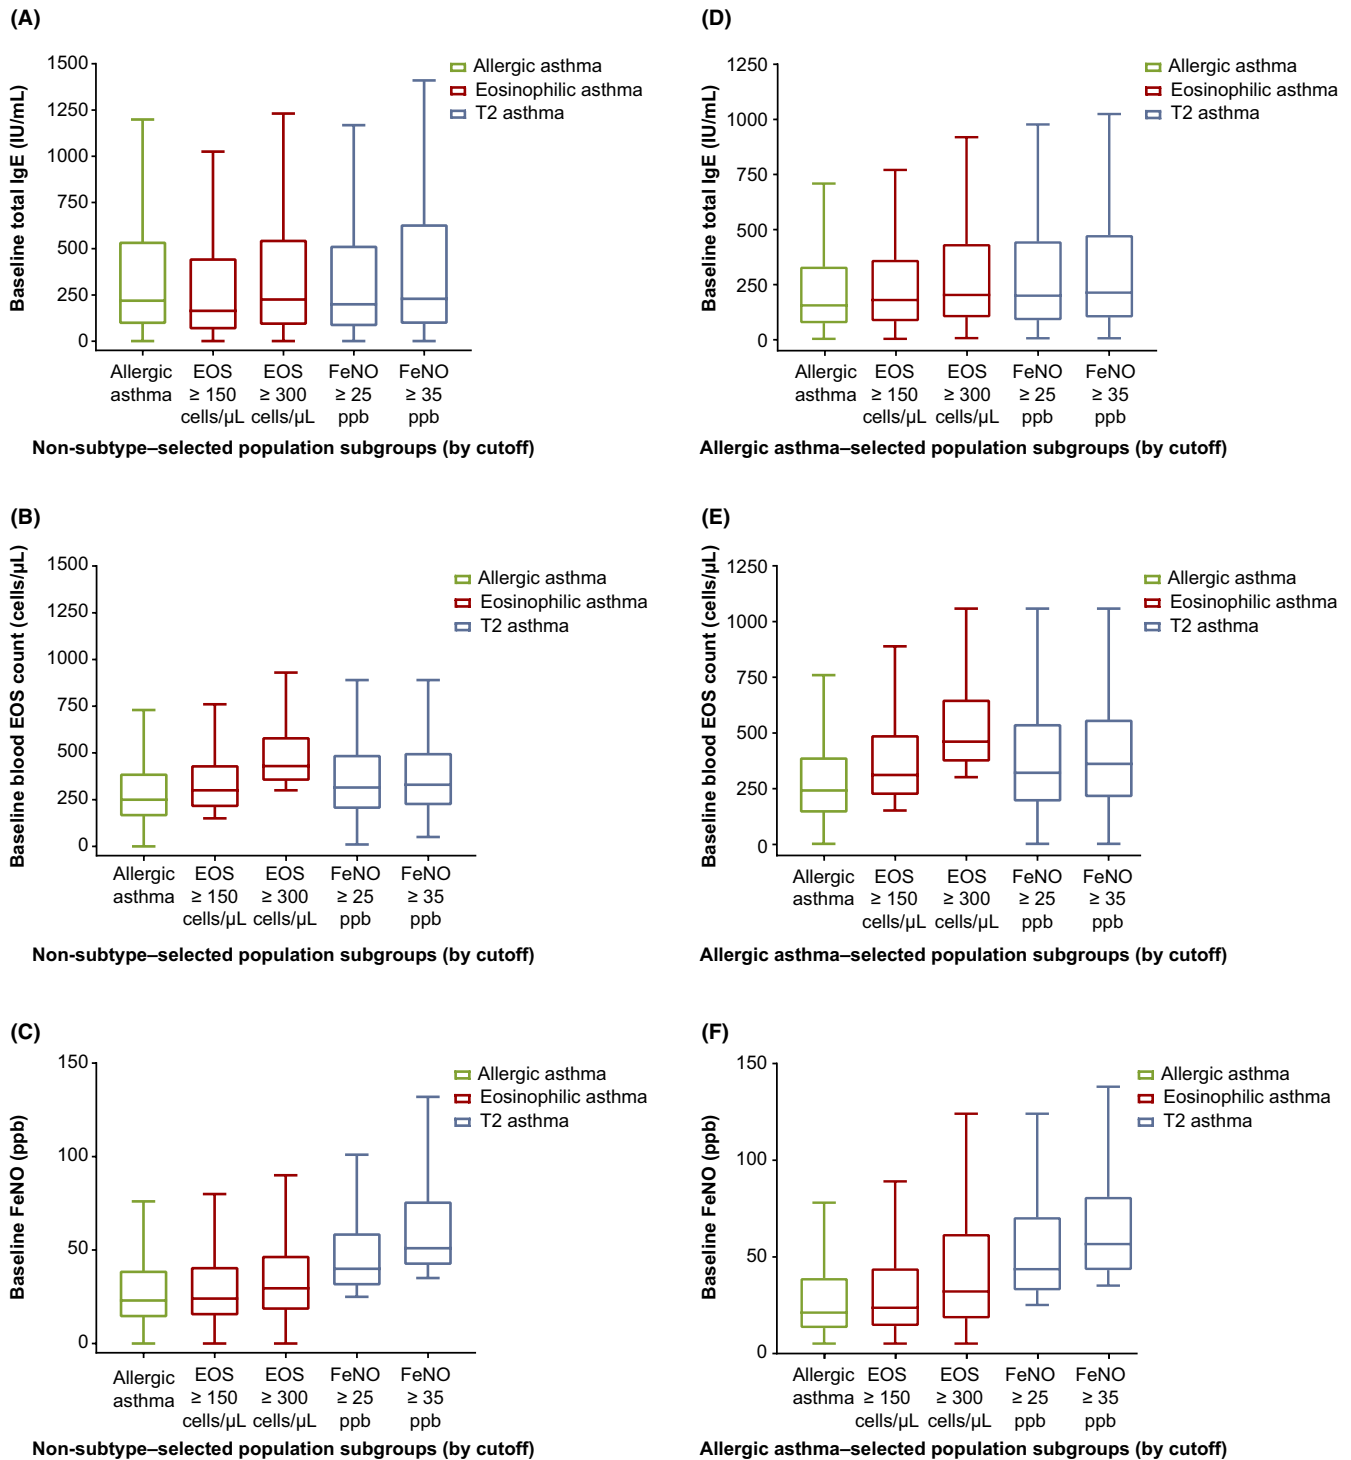 (A)
Baseline total IgE (IU/mL)
1500
1250
1000
750
500
250
0
Allergic asthma
Eosinophilic asthma
T2 asthma
Allergic
asthma
EOS
≥ 150
cells/µL
EOS
≥ 300
cells/µL
FeNO
≥ 25
ppb
FeNO
≥ 35
ppb
Non-subtype–selected population subgroups (by cutoff)
(D)
Baseline total IgE (IU/mL)
1250
1000
750
500
250
0
Allergic asthma
Eosinophilic asthma
T2 asthma
Allergic
asthma
EOS
≥ 150
cells/µL
EOS
≥ 300
cells/µL
FeNO
≥ 25
ppb
FeNO
≥ 35
ppb
Allergic asthma–selected population subgroups (by cutoff)
(B)
Baseline blood EOS count (cells/µL)
1500
1250
1000
750
500
250
0
Allergic asthma
Eosinophilic asthma
T2 asthma
Allergic
asthma
EOS
≥ 150
cells/µL
EOS
≥ 300
cells/µL
FeNO
≥ 25
ppb
FeNO
≥ 35
ppb
Non-subtype–selected population subgroups (by cutoff)
(E)
Baseline blood EOS count (cells/µL)
1250
1000
750
500
250
0
Allergic asthma
Eosinophilic asthma
T2 asthma
Allergic
asthma
EOS
≥ 150
cells/µL
EOS
≥ 300
cells/µL
FeNO
≥ 25
ppb
FeNO
≥ 35
ppb
Allergic asthma–selected population subgroups (by cutoff)
(C)
Baseline FeNO (ppb)
150
100
50
0
Allergic asthma
Eosinophilic asthma
T2 asthma
Allergic
asthma
EOS
≥ 150
cells/µL
EOS
≥ 300
cells/µL
FeNO
≥ 25
ppb
FeNO
≥ 35
ppb
Non-subtype–selected population subgroups (by cutoff)
(F)
Baseline FeNO (ppb)
150
100
50
0
Allergic asthma
Eosinophilic asthma
T2 asthma
Allergic
asthma
EOS
≥ 150
cells/µL
EOS
≥ 300
cells/µL
FeNO
≥ 25
ppb
FeNO
≥ 35
ppb
Allergic asthma–selected population subgroups (by cutoff)